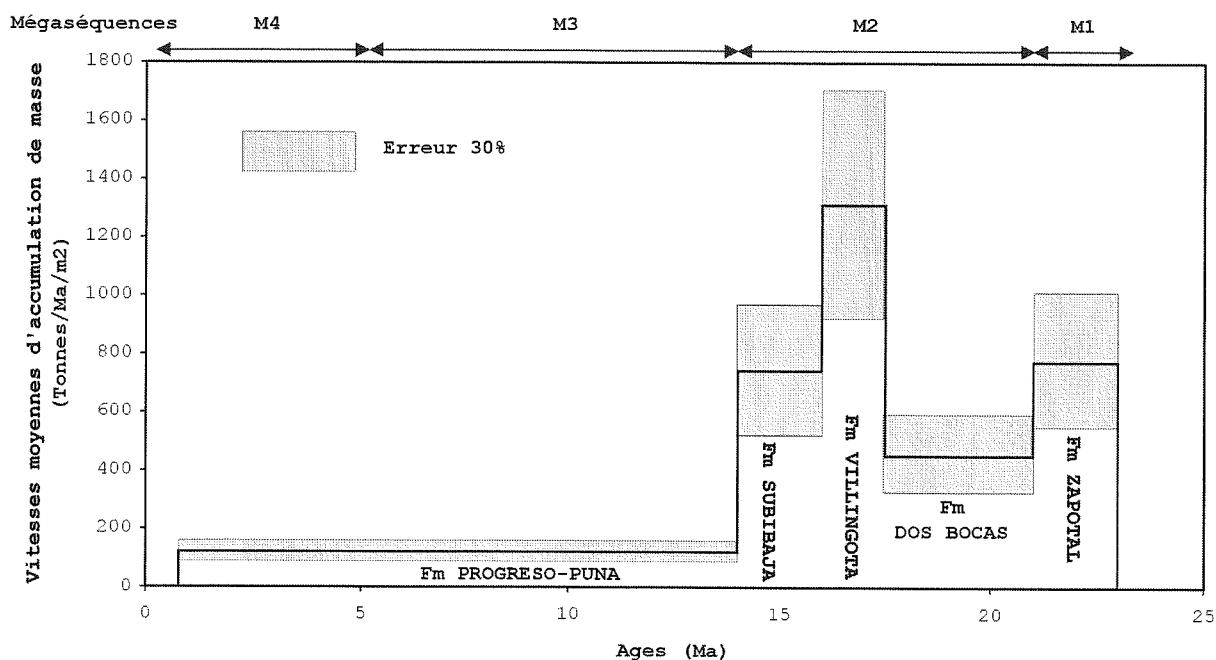 Mégaséquences M4 M3 M2 M1
1800
1600
1400
1200
1000
800
600
400
200
0
Vitesses moyennes d'accumulation de masse
(Tonnes/Ma/m2)
Erreur 30%
Fm PROGRESO-PUNA
Fm SUBIBAJA
Fm VILLINGOTA
Fm
DOS BOCAS
Fm ZAPOTAL
0 5 10 15 20 25
Ages (Ma)